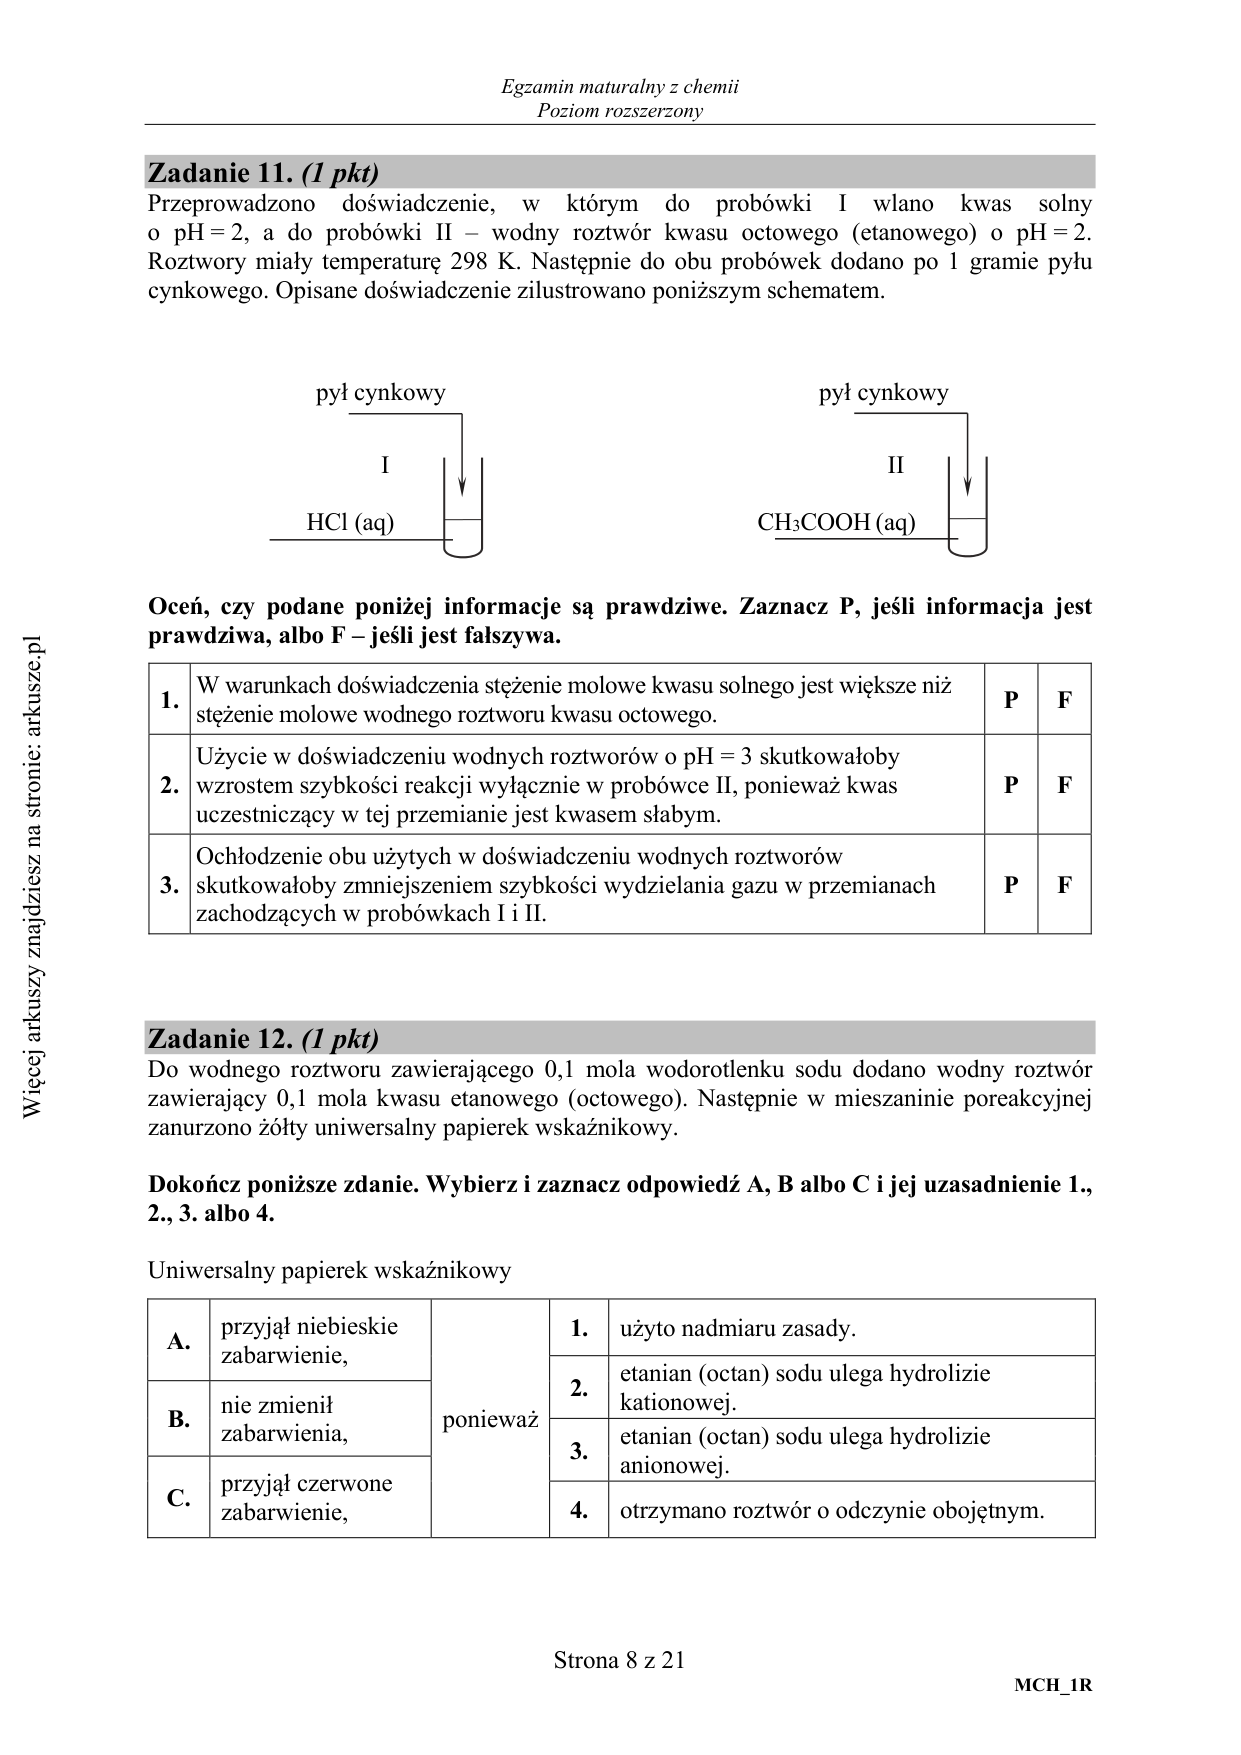 Egzamin maturalny z chemii
Poziom rozszerzony
Zadanie 11. (1 pkt)
Przeprowadzono doświadczenie, w którym do probówki I wlano kwas solny
o pH = 2, a do probówki II – wodny roztwór kwasu octowego (etanowego) o pH = 2.
Roztwory miały temperaturę 298 K. Następnie do obu probówek dodano po 1 gramie pyłu
cynkowego. Opisane doświadczenie zilustrowano poniższym schematem.
pył cynkowy
I
HCl (aq)
pył cynkowy
II
CH₃COOH (aq)
Oceń, czy podane poniżej informacje są prawdziwe. Zaznacz P, jeśli informacja jest
prawdziwa, albo F – jeśli jest fałszywa.
1. W warunkach doświadczenia stężenie molowe kwasu solnego jest większe niż
stężenie molowe wodnego roztworu kwasu octowego. P F
Użycie w doświadczeniu wodnych roztworów o pH = 3 skutkowałoby
2. wzrostem szybkości reakcji wyłącznie w probówce II, ponieważ kwas P F
uczestniczący w tej przemianie jest kwasem słabym.
Ochłodzenie obu użytych w doświadczeniu wodnych roztworów
3. skutkowałoby zmniejszeniem szybkości wydzielania gazu w przemianach P F
zachodzących w probówkach I i II.
Zadanie 12. (1 pkt)
Do wodnego roztworu zawierającego 0,1 mola wodorotlenku sodu dodano wodny roztwór
zawierający 0,1 mola kwasu etanowego (octowego). Następnie w mieszaninie poreakcyjnej
zanurzono żółty uniwersalny papierek wskaźnikowy.
Dokończ poniższe zdanie. Wybierz i zaznacz odpowiedź A, B albo C i jej uzasadnienie 1.,
2., 3. albo 4.
Uniwersalny papierek wskaźnikowy
A. przyjął niebieskie
zabarwienie,
B. nie zmienił
zabarwienia,
C. przyjął czerwone
zabarwienie,
ponieważ
1. użyto nadmiaru zasady.
2. etanian (octan) sodu ulega hydrolizie
kationowej.
3. etanian (octan) sodu ulega hydrolizie
anionowej.
4. otrzymano roztwór o odczynie obojętnym.
Strona 8 z 21
MCH_1R
Więcej arkuszy znajdziesz na stronie: arkusze.pl